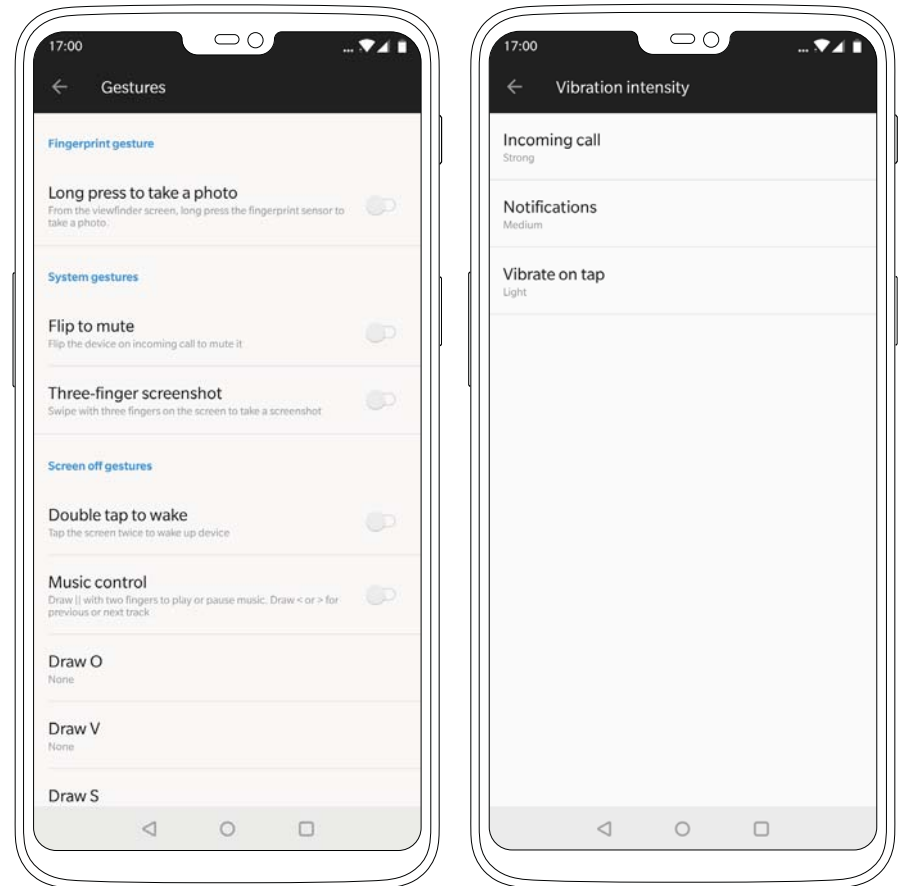 17:00
...
Gestures
Fingerprint gesture
Long press to take a photo
From the viewfinder screen, long press the fingerprint sensor to
take a photo.
System gestures
Flip to mute
Flip the device on incoming call to mute it
Three-finger screenshot
Swipe with three fingers on the screen to take a screenshot
Screen off gestures
Double tap to wake
Tap the screen twice to wake up device
Music control
Draw || with two fingers to play or pause music. Draw < or > for
previous or next track
Draw O
None
Draw V
None
Draw S
17:00
...
Vibration intensity
Incoming call
Strong
Notifications
Medium
Vibrate on tap
Light